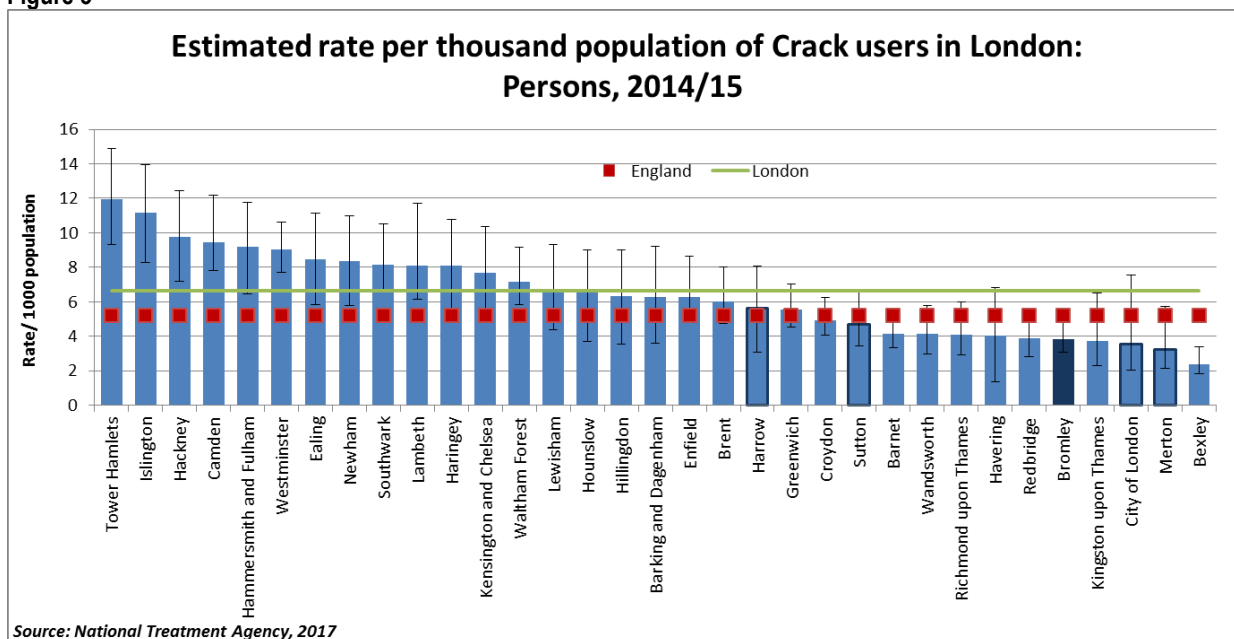 Estimated rate per thousand population of Crack users in London:
Persons, 2014/15
Rate/ 1000 population
16
14
12
10
8
6
4
2
0
England
London
Tower Hamlets
Islington
Hackney
Camden
Hammersmith and Fulham
Westminster
Ealing
Newham
Southwark
Lambeth
Haringey
Kensington and Chelsea
Waltham Forest
Lewisham
Hounslow
Hillingdon
Barking and Dagenham
Enfield
Brent
Harrow
Greenwich
Croydon
Sutton
Barnet
Wandsworth
Richmond upon Thames
Havering
Redbridge
Bromley
Kingston upon Thames
City of London
Merton
Bexley
Source: National Treatment Agency, 2017